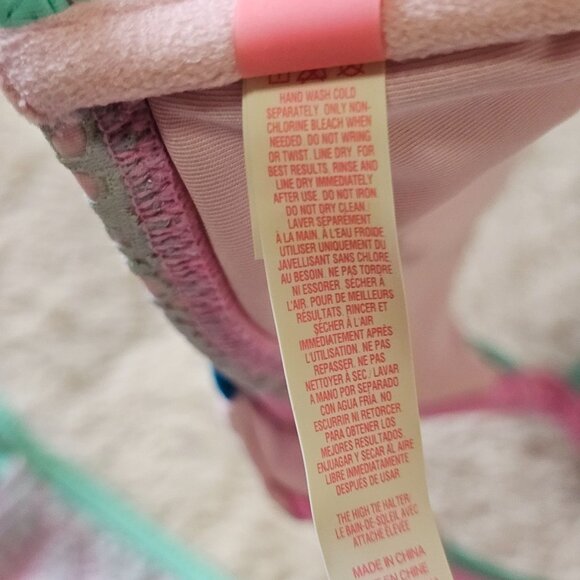 HAND WASH COLD
SEPARATELY. ONLY NON-
CHLORINE BLEACH WHEN
NEEDED. DO NOT WRING
OR TWIST. LINE DRY. FOR
BEST RESULTS, RINSE AND
LINE DRY IMMEDIATELY
AFTER USE. DO NOT IRON.
DO NOT DRY CLEAN /
LAVER SÉPARÉMENT
À LA MAIN, À L'EAU FROIDE.
UTILISER UNIQUEMENT DU
JAVELLISANT SANS CHLORE
AU BESOIN. NE PAS TORDRE
NI ESSORER. SÉCHER À
L'AIR. POUR DE MEILLEURS
RÉSULTATS, RINCER ET
SÉCHER À L'AIR
IMMÉDIATEMENT APRÈS
L'UTILISATION. NE PAS
REPASSER. NE PAS
NETTOYER À SEC / LAVAR
A MANO POR SEPARADO
CON AGUA FRÍA. NO
ESCURRIR NI RETORCER.
PARA OBTENER LOS
MEJORES RESULTADOS
ENJUAGAR Y SECAR AL AIRE
LIBRE INMEDIATAMENTE
DESPUÉS DE USAR.
THE HIGH TIE HALTER
LE BAIN-DE-SOLEIL AVEC
ATTACHE ÉLEVÉE
MADE IN CHINA
EN CHINE